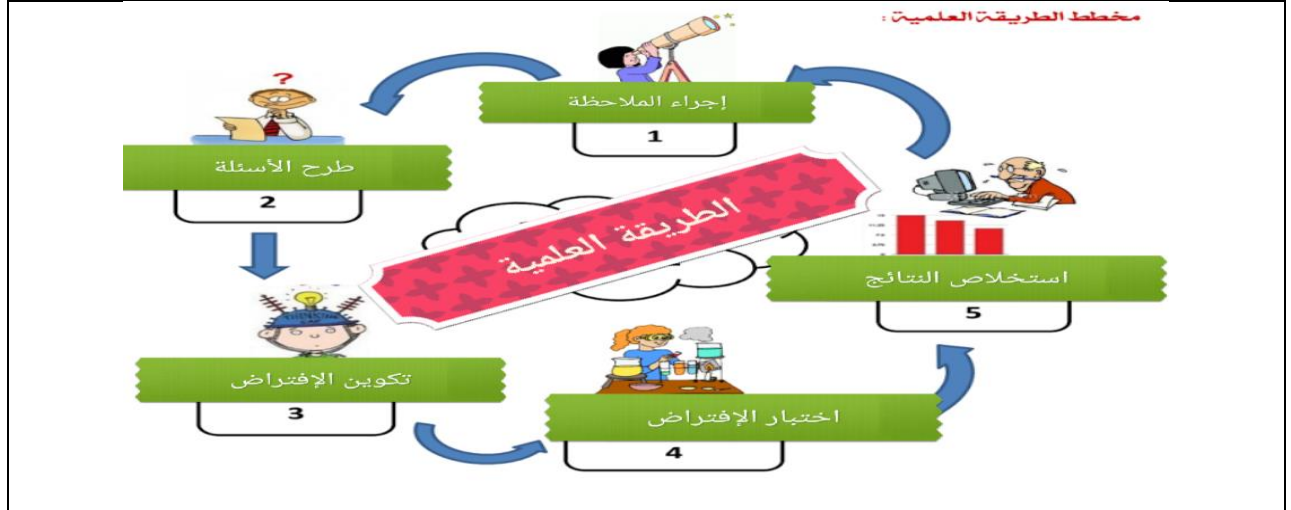 مخطط الطريقة العلمية :
إجراء الملاحظة
1
?
طرح الأسئلة
2
الطريقة العلمية
تكوين الإفتراض
3
اختبار الإفتراض
4
استخلاص النتائج
5